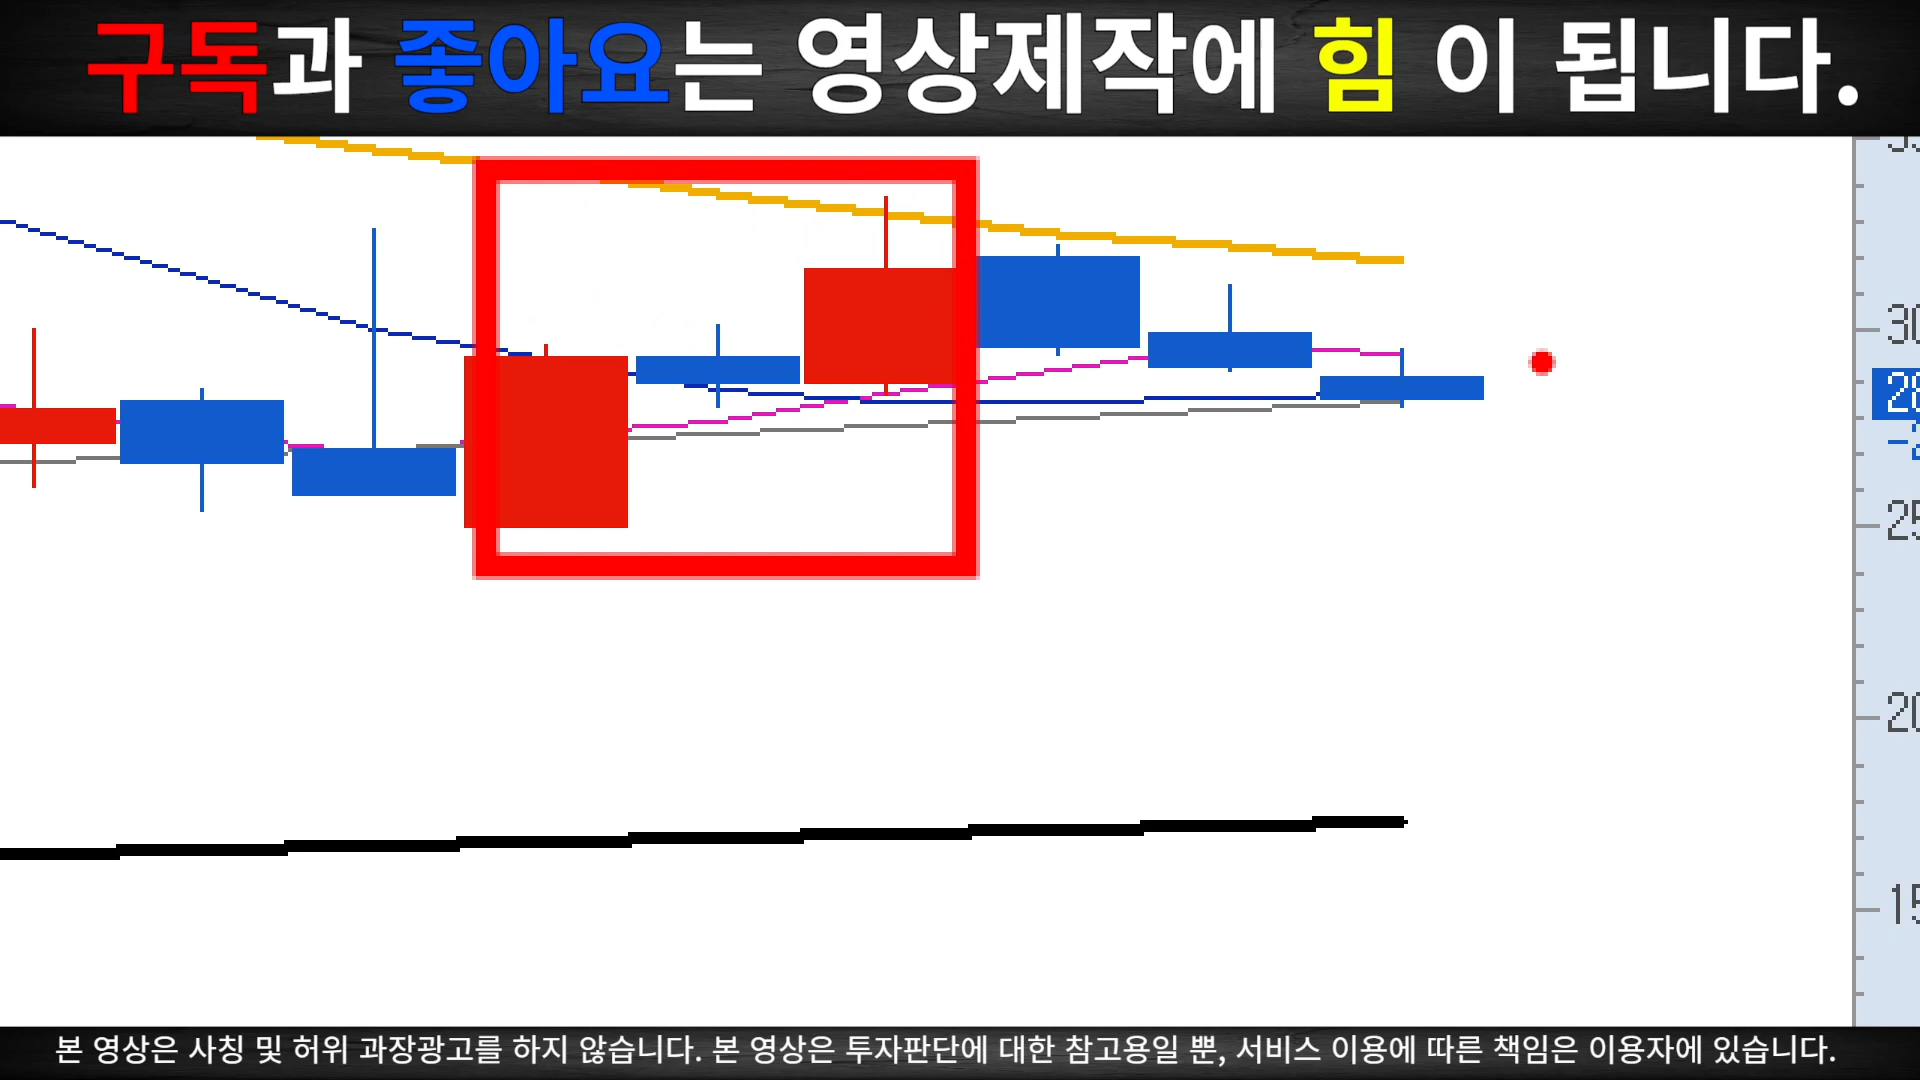 구독과 좋아요는 영상제작에 힘 이 됩니다.
본 영상은 사칭 및 허위 과장광고를 하지 않습니다. 본 영상은 투자판단에 대한 참고용일 뿐, 서비스 이용에 따른 책임은 이용자에 있습니다.